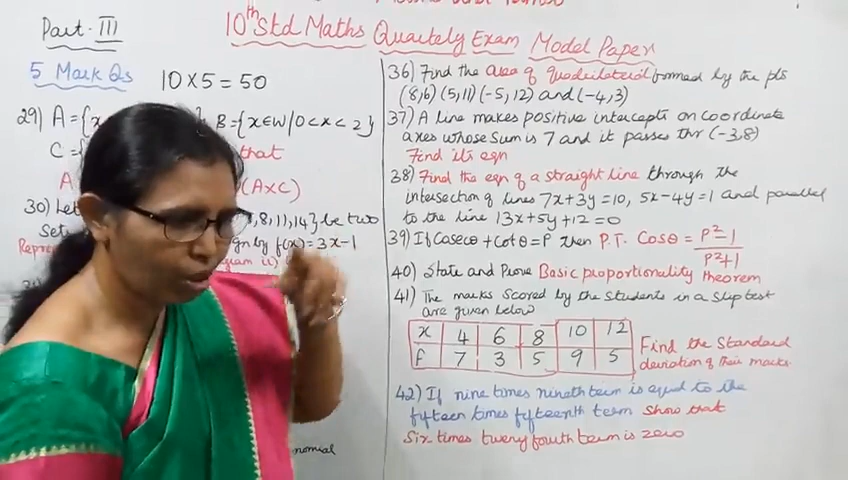 Part-III
10th Std Maths Quartely Exam Model Paper
5 Mark Qs 10 X 5 = 50
29) A = {x B = {x∈W|0<x<2}
C = that
(AxC)
30) Let ,8,11,14} be two
Sets by f(x) = 3x-1
ii)
nomial
36) Find the area of quadrilateral formed by the pts
(8,6) (5,11) (-5,12) and (-4,3)
37) A line makes positive intercepts on coordinate
axes whose sum is 7 and it passes thr (-3,8)
Find its eqn
38) Find the eqn of a straight line through the
intersection of lines 7x+3y=10, 5x-4y=1 and parallel
to the line 13x+5y+12=0
39) If Cosecθ + cotθ = P then P.T. Cosθ = P²-1/P²+1
40) State and Prove Basic proportionality theorem
41) The marks Scored by the students in a slip test
are given below
x 4 6 8 10 12
f 7 3 5 9 5
Find the Standard
deviation of their marks.
42) If nine times nineth term is equal to the
fifteen times fifteenth term Show that
Six times twenty fourth term is zero